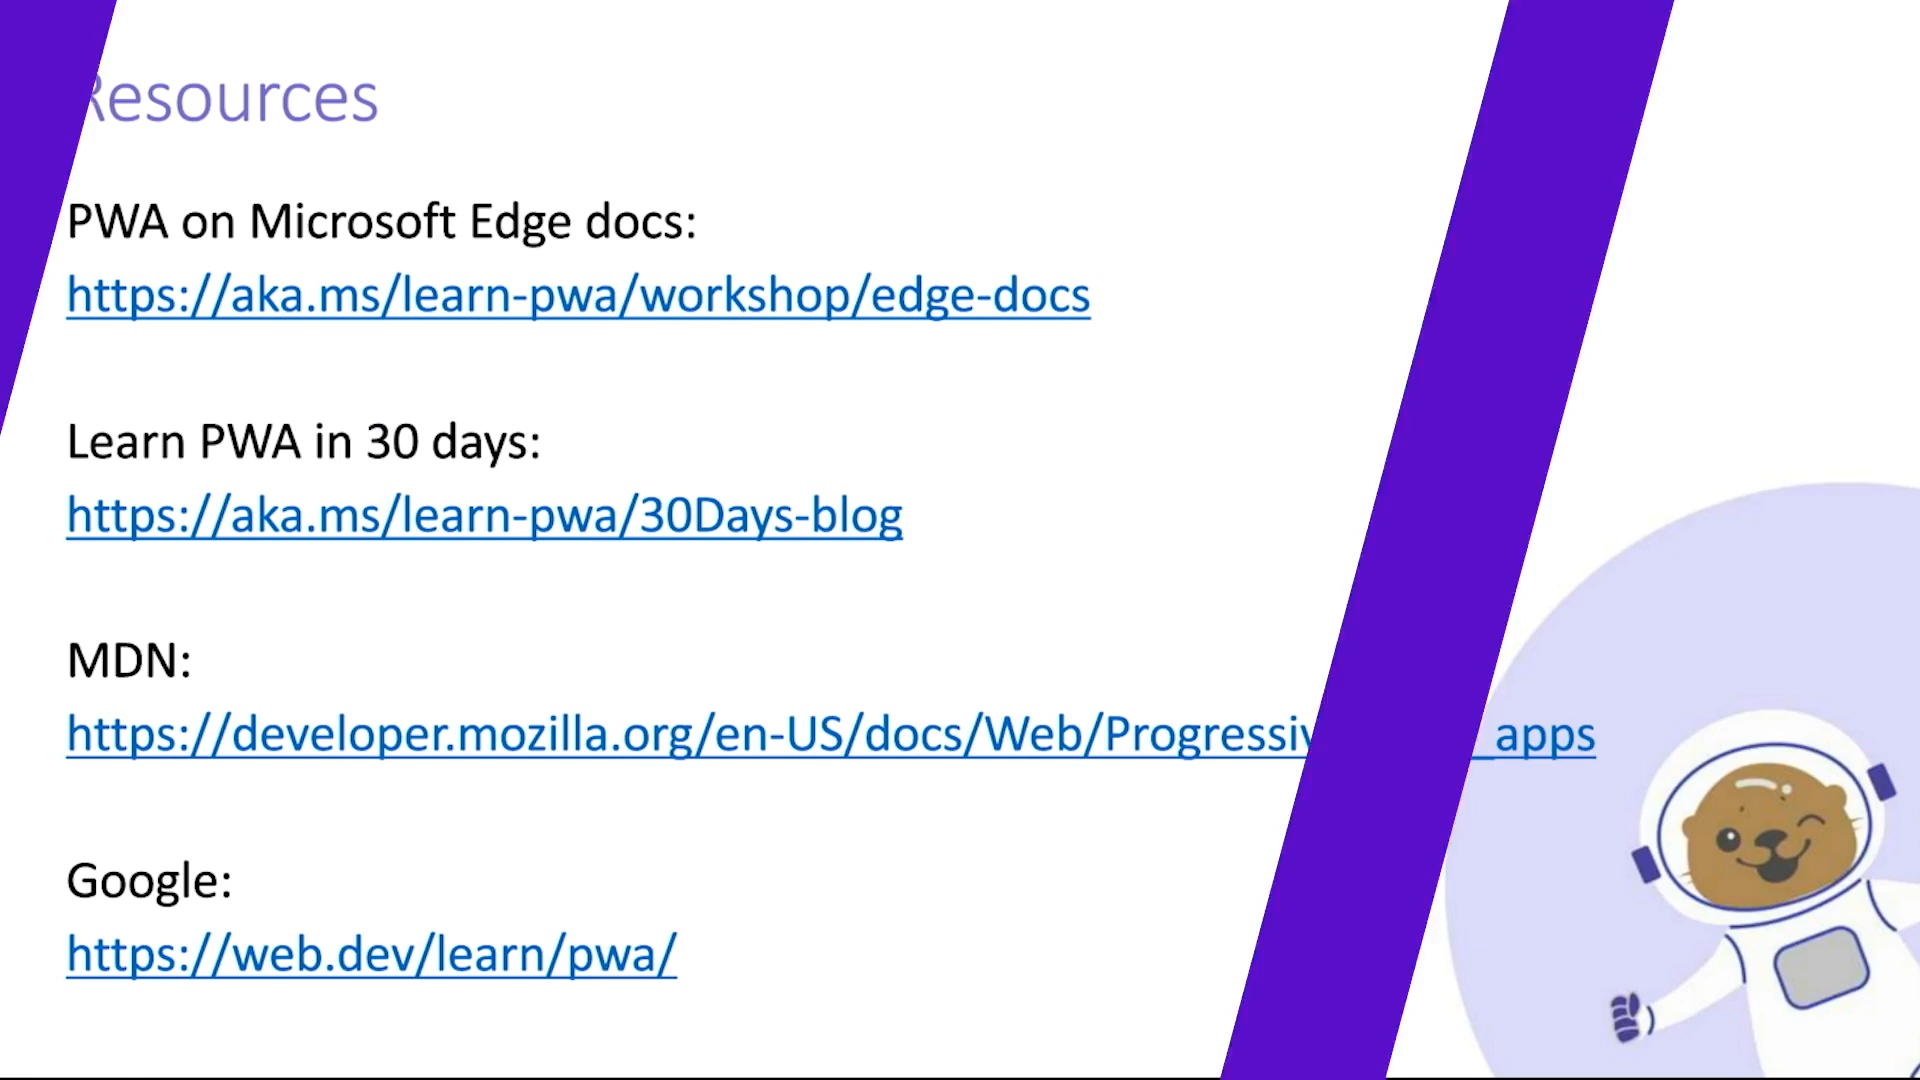 Resources
PWA on Microsoft Edge docs:
https://aka.ms/learn-pwa/workshop/edge-docs
Learn PWA in 30 days:
https://aka.ms/learn-pwa/30Days-blog
MDN:
https://developer.mozilla.org/en-US/docs/Web/Progressiv _apps
Google:
https://web.dev/learn/pwa/